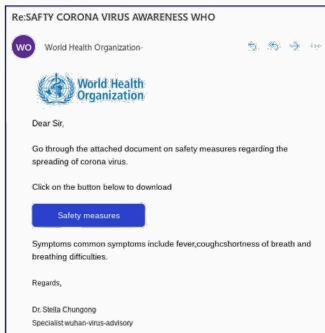 Re:SAFTY CORONA VIRUS AWARENESS WHO
WO
World Health Organization-
World Health
Organization
Dear Sir,
Go through the attached document on safety measures regarding the
spreading of corona virus.
Click on the button below to download
Safety measures
Symptoms common symptoms include fever,coughcshortness of breath and
breathing difficulties.
Regards,
Dr. Stella Chungong
Specialist wuhan-virus-advisory